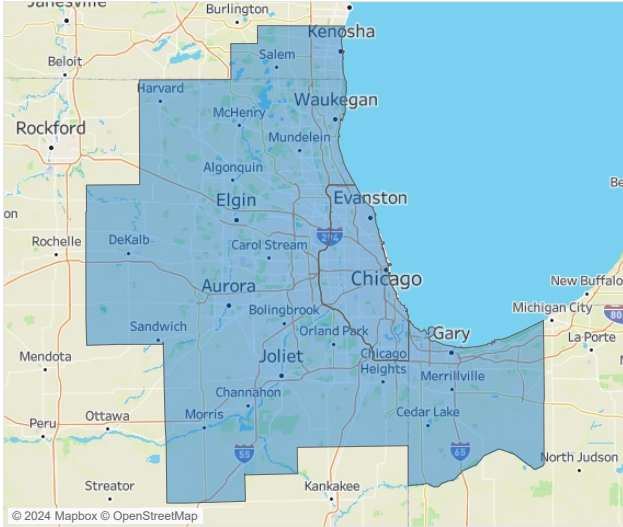 Janesville
Burlington
Kenosha
Beloit
Salem
Harvard
Waukegan
McHenry
Rockford
Mundelein
Algonquin
Be
Elgin
Evanston
on
294
Rochelle
DeKalb
Carol Stream
Chicago
New Buffalo
Aurora
Michigan City
Bolingbrook
80
Sandwich
Orland Park
Gary
La Porte
Mendota
Joliet
Chicago
Heights
Merrillville
Channahon
Morris
Cedar Lake
Ottawa
Peru
55
65
North Judson
Streator
Kankakee
© 2024 Mapbox © OpenStreetMap